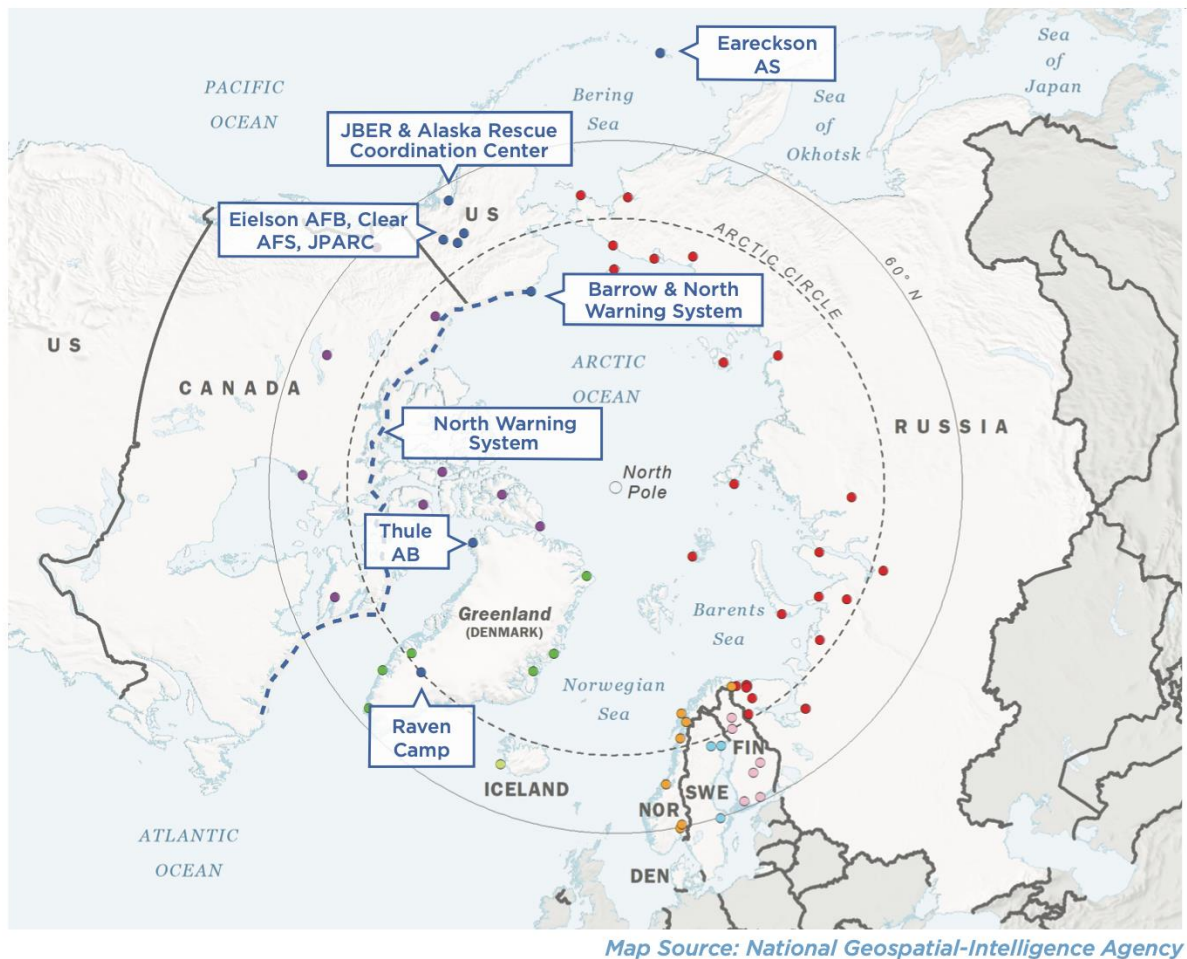 Eareckson
AS
Sea
of
Japan
PACIFIC
OCEAN
Bering
Sea
Sea
of
Okhotsk
JBER & Alaska Rescue
Coordination Center
Eielson AFB, Clear
AFS, JPARC
US
ARCTIC CIRCLE
60° N
Barrow & North
Warning System
US
CANADA
ARCTIC
OCEAN
RUSSIA
North Warning
System
North
Pole
Thule
AB
Greenland
(DENMARK)
Barents
Sea
Norwegian
Sea
Raven
Camp
FIN
ICELAND
SWE
NOR
ATLANTIC
OCEAN
DEN
Map Source: National Geospatial-Intelligence Agency